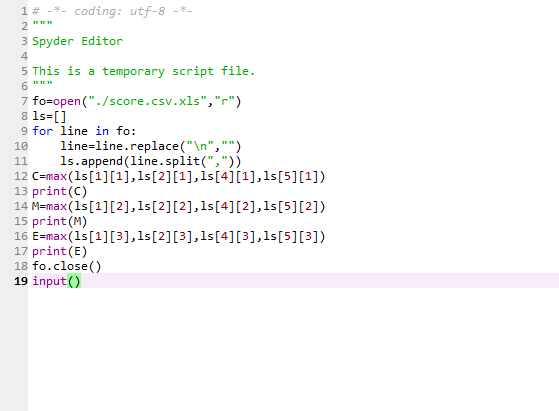 1 # -*- coding: utf-8 -*-
2 """
3 Spyder Editor
4
5 This is a temporary script file.
6 """
7 fo=open("./score.csv.xls","r")
8 ls=[]
9 for line in fo:
10     line=line.replace("\n","")
11     ls.append(line.split(","))
12 C=max(ls[1][1],ls[2][1],ls[4][1],ls[5][1])
13 print(C)
14 M=max(ls[1][2],ls[2][2],ls[4][2],ls[5][2])
15 print(M)
16 E=max(ls[1][3],ls[2][3],ls[4][3],ls[5][3])
17 print(E)
18 fo.close()
19 input()